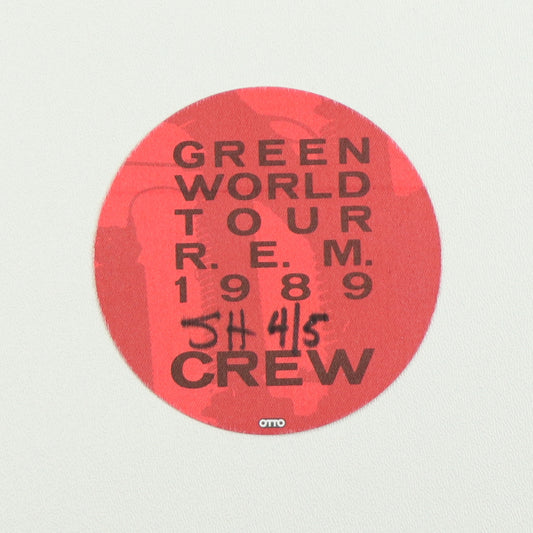 GREEN
WORLD
TOUR
R. E. M.
1989
JH 4/5
CREW
OTTO